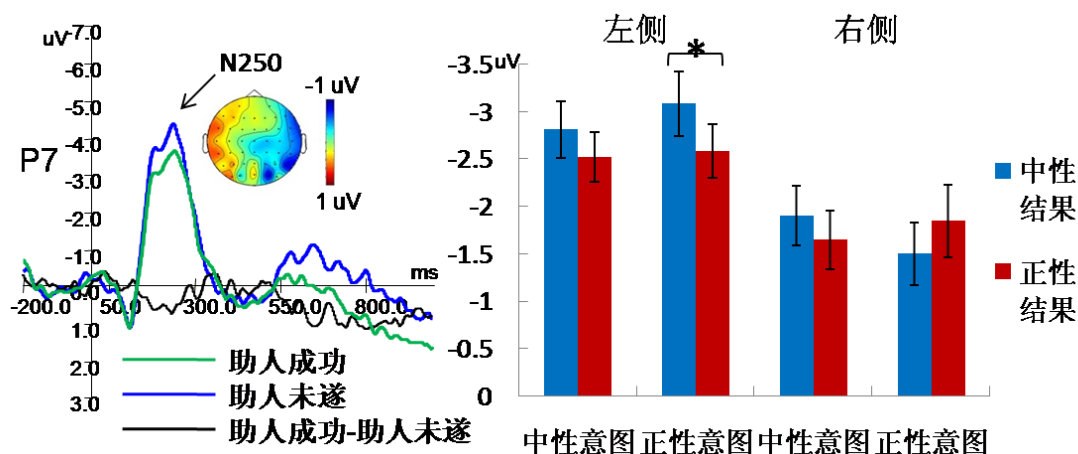 -7.0
uV
-6.0
-5.0
-4.0
-3.0
-2.0
-1.0
0.0
1.0
2.0
3.0
P7
N250
-1 uV
1 uV
ms
-200.0
50.0
300.0
550.0
800.0
助人成功
助人未遂
助人成功-助人未遂
左侧
右侧
*
-3.5
uV
-3
-2.5
-2
-1.5
-1
-0.5
0
中性意图
正性意图
中性意图
正性意图
中性
结果
正性
结果